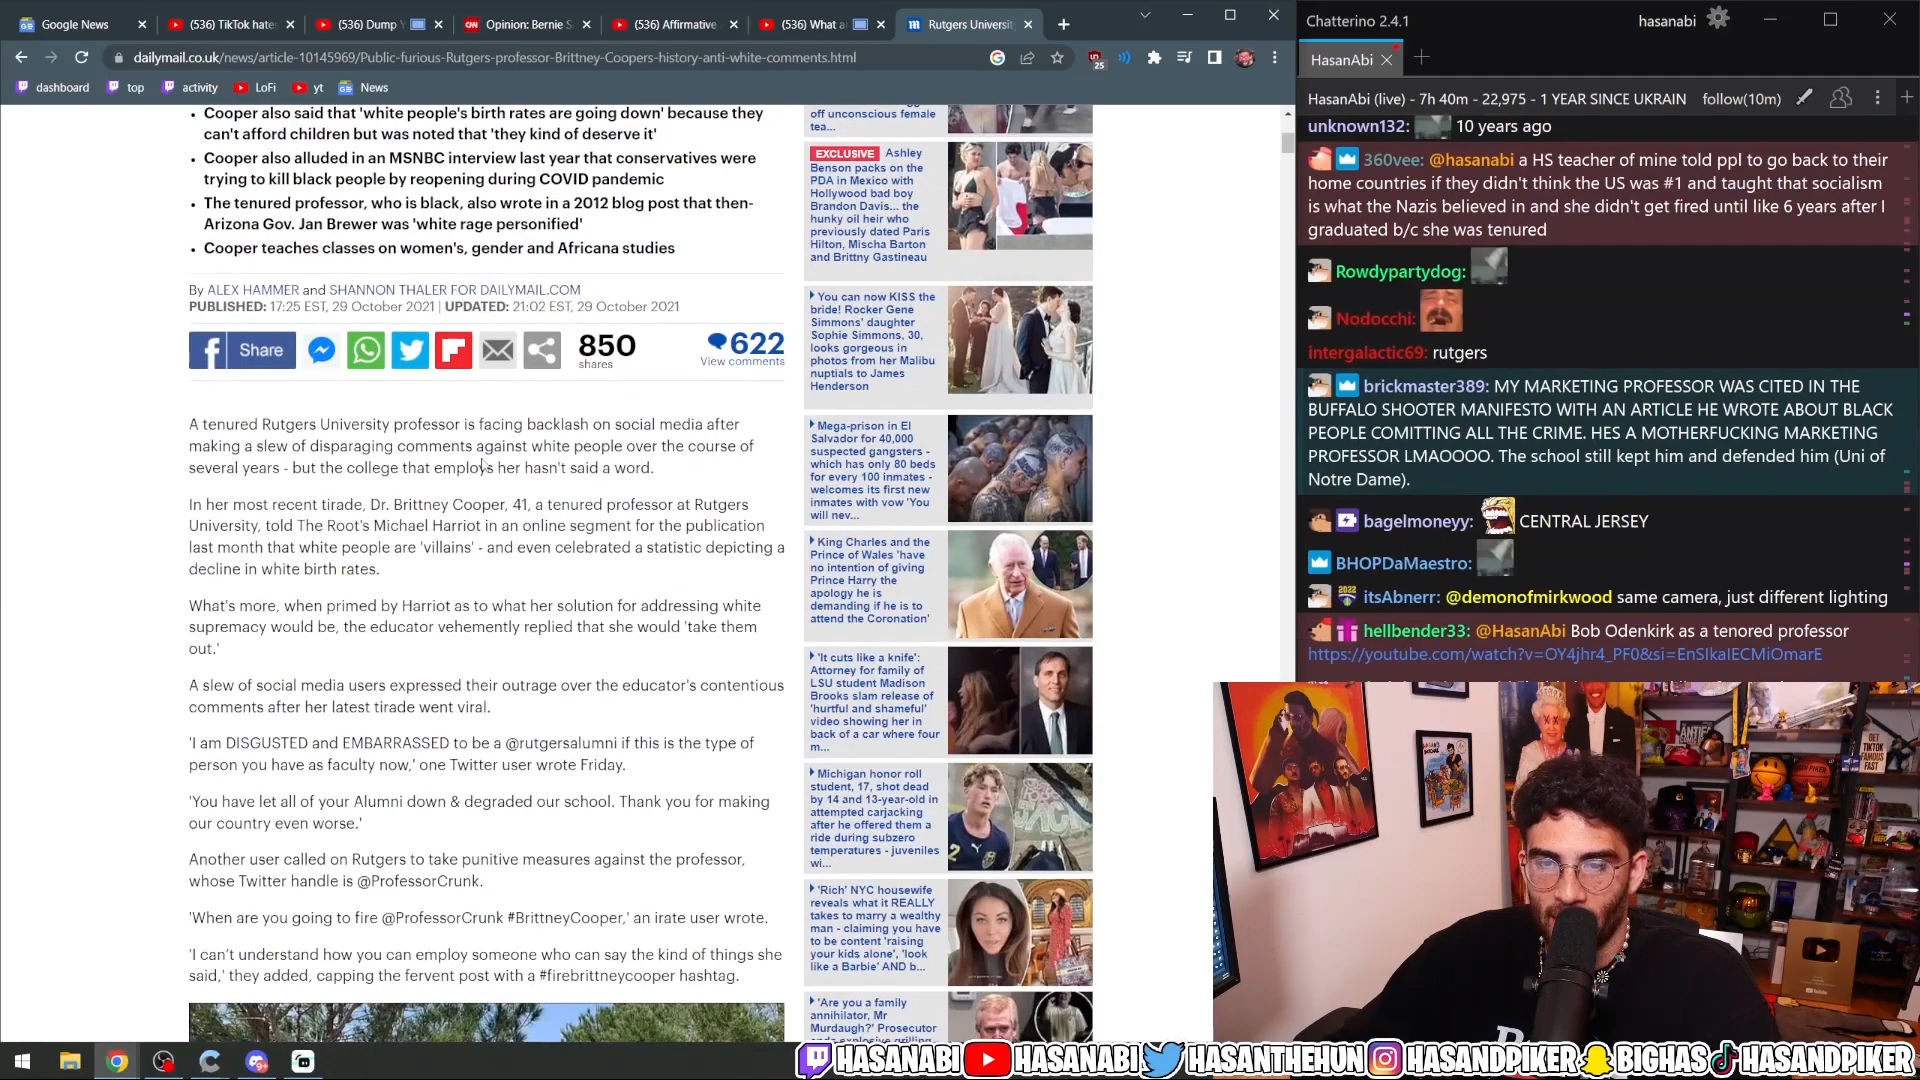 Google News
(536) TikTok hate
(536) Dump Y
Opinion: Bernie S
(536) Affirmative
(536) What a
Rutgers University
dailymail.co.uk/news/article-10145969/Public-furious-Rutgers-professor-Brittney-Coopers-history-anti-white-comments.html
25
dashboard
top
activity
LoFi
yt
News
Cooper also said that 'white people's birth rates are going down' because they
can't afford children but was noted that 'they kind of deserve it'
Cooper also alluded in an MSNBC interview last year that conservatives were
trying to kill black people by reopening during COVID pandemic
The tenured professor, who is black, also wrote in a 2012 blog post that then-
Arizona Gov. Jan Brewer was 'white rage personified'
Cooper teaches classes on women's, gender and Africana studies
By ALEX HAMMER and SHANNON THALER FOR DAILYMAIL.COM
PUBLISHED: 17:25 EST, 29 October 2021 | UPDATED: 21:02 EST, 29 October 2021
Share
850
shares
622
View comments
A tenured Rutgers University professor is facing backlash on social media after
making a slew of disparaging comments against white people over the course of
several years - but the college that employs her hasn't said a word.
In her most recent tirade, Dr. Brittney Cooper, 41, a tenured professor at Rutgers
University, told The Root's Michael Harriot in an online segment for the publication
last month that white people are 'villains' - and even celebrated a statistic depicting a
decline in white birth rates.
What's more, when primed by Harriot as to what her solution for addressing white
supremacy would be, the educator vehemently replied that she would 'take them
out.'
A slew of social media users expressed their outrage over the educator's contentious
comments after her latest tirade went viral.
'I am DISGUSTED and EMBARRASSED to be a @rutgersalumni if this is the type of
person you have as faculty now,' one Twitter user wrote Friday.
'You have let all of your Alumni down & degraded our school. Thank you for making
our country even worse.'
Another user called on Rutgers to take punitive measures against the professor,
whose Twitter handle is @ProfessorCrunk.
'When are you going to fire @ProfessorCrunk #BrittneyCooper,' an irate user wrote.
'I can't understand how you can employ someone who can say the kind of things she
said,' they added, capping the fervent post with a #firebrittneycooper hashtag.
off unconscious female
tea...
EXCLUSIVE Ashley
Benson packs on the
PDA in Mexico with
Hollywood bad boy
Brandon Davis... the
hunky oil heir who
previously dated Paris
Hilton, Mischa Barton
and Brittny Gastineau
You can now KISS the
bride! Rocker Gene
Simmons' daughter
Sophie Simmons, 30,
looks gorgeous in
photos from her Malibu
nuptials to James
Henderson
Mega-prison in El
Salvador for 40,000
suspected gangsters -
which has only 80 beds
for every 100 inmates -
welcomes its first new
inmates with vow 'You
will nev...
King Charles and the
Prince of Wales 'have
no intention of giving
Prince Harry the
apology he is
demanding if he is to
attend the Coronation'
'It cuts like a knife':
Attorney for family of
LSU student Madison
Brooks slam release of
'hurtful and shameful'
video showing her in
back of a car where four
m...
Michigan honor roll
student, 17, shot dead
by 14 and 13-year-old in
attempted carjacking
after he offered them a
ride during subzero
temperatures - juveniles
wi...
'Rich' NYC housewife
reveals what it REALLY
takes to marry a wealthy
man - claiming you have
to be content 'raising
your kids alone', 'look
like a Barbie' AND b...
'Are you a family
annihilator, Mr
Murdaugh?' Prosecutor
Chatterino 2.4.1
hasanabi
HasanAbi
HasanAbi (live) - 7h 40m - 22,975 - 1 YEAR SINCE UKRAIN
follow(10m)
unknown132: 10 years ago
360vee: @hasanabi a HS teacher of mine told ppl to go back to their
home countries if they didn't think the US was #1 and taught that socialism
is what the Nazis believed in and she didn't get fired until like 6 years after I
graduated b/c she was tenured
Rowdypartydog:
Nodocchi:
intergalactic69: rutgers
brickmaster389: MY MARKETING PROFESSOR WAS CITED IN THE
BUFFALO SHOOTER MANIFESTO WITH AN ARTICLE HE WROTE ABOUT BLACK
PEOPLE COMITTING ALL THE CRIME. HES A MOTHERFUCKING MARKETING
PROFESSOR LMAOOOO. The school still kept him and defended him (Uni of
Notre Dame).
bagelmoneyy: CENTRAL JERSEY
BHOPDaMaestro:
itsAbnerr: @demonofmirkwood same camera, just different lighting
hellbender33: @HasanAbi Bob Odenkirk as a tenored professor
https://youtube.com/watch?v=OY4jhr4_PF0&si=EnSIkaIECMiOmarE
GET
TIKTOK
FAMOUS
FAST
HASANABI
HASANABI
HASANTHEHUN
HASANDPIKER
BIGHAS
HASANDPIKER